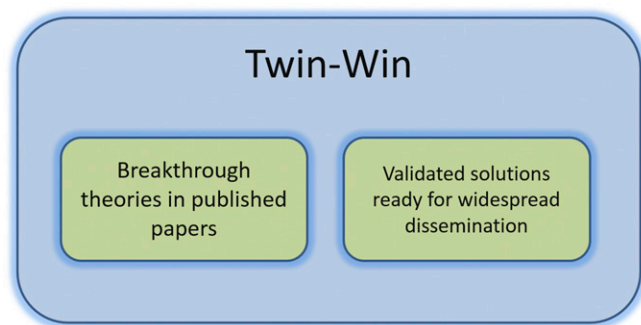 Twin-Win
Breakthrough
theories in published
papers
Validated solutions
ready for widespread
dissemination